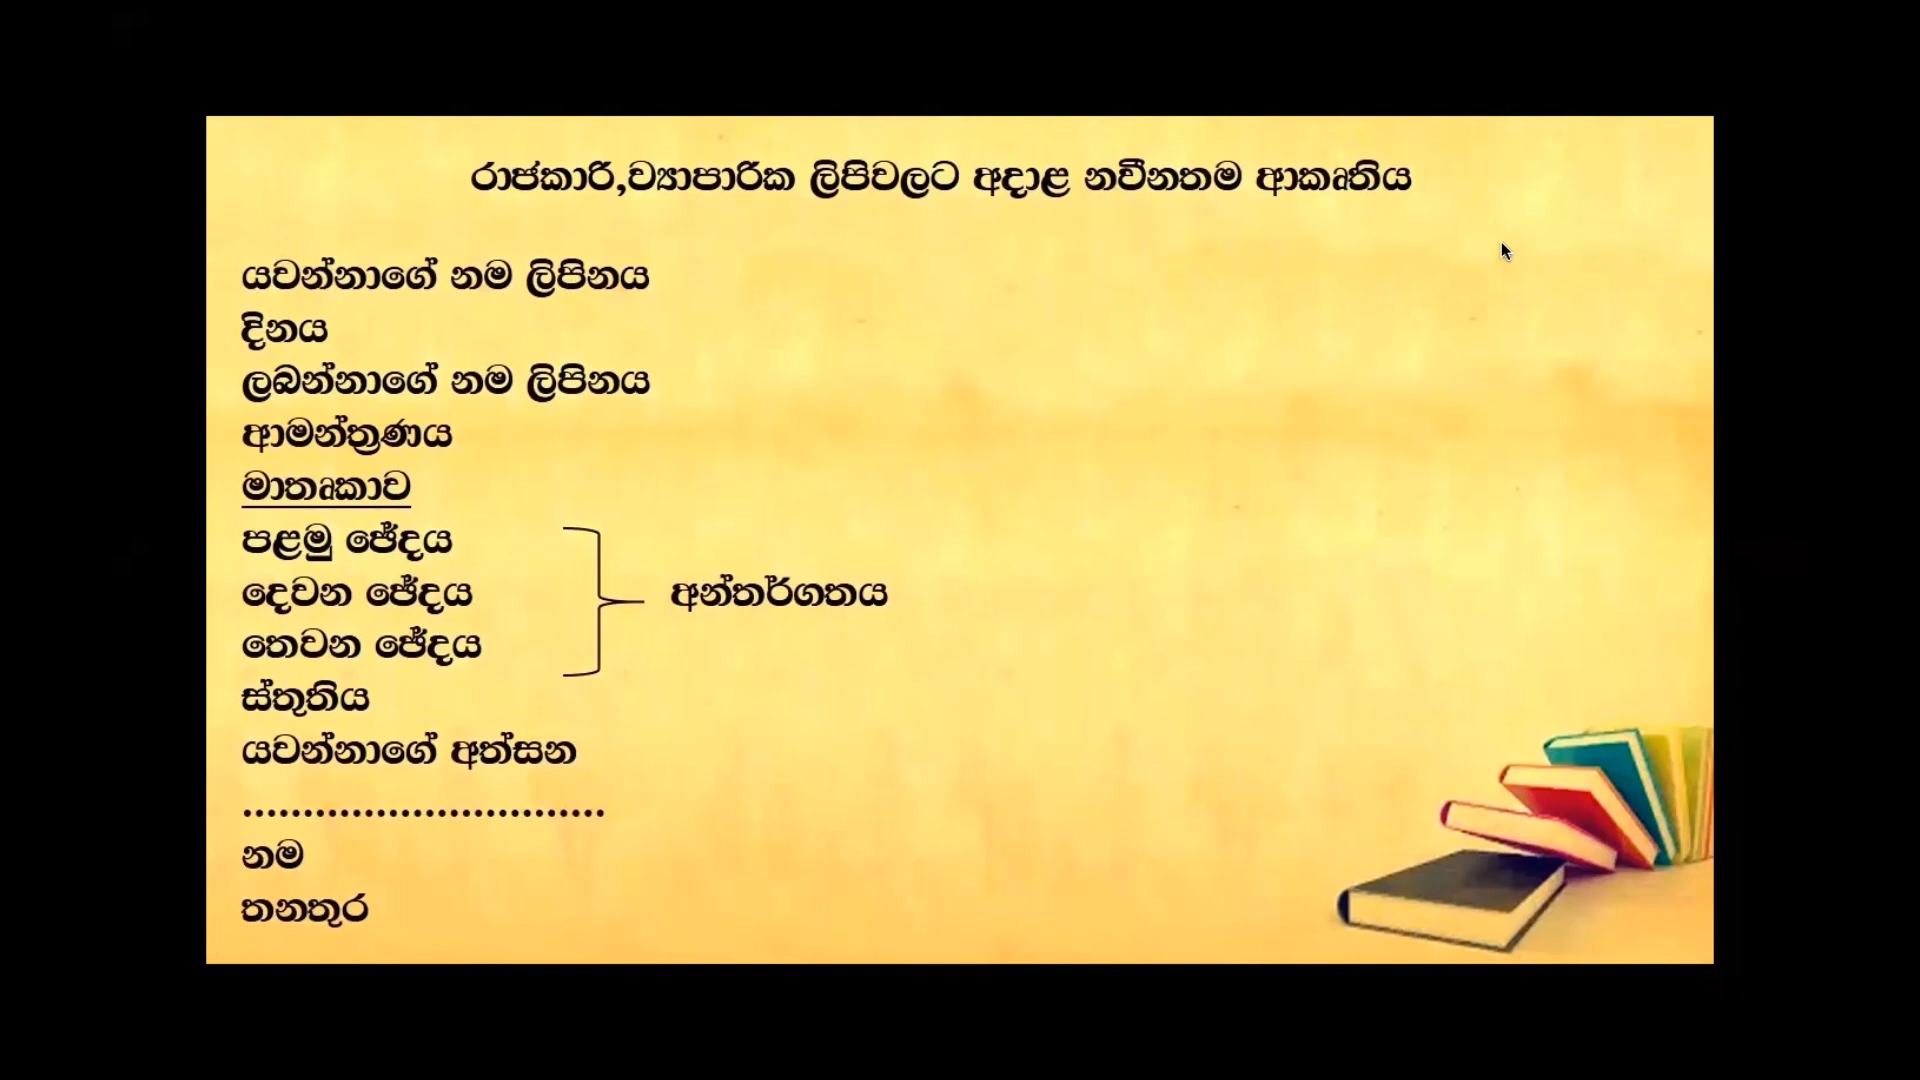 රාජකාරී,ව්‍යාපාරික ලිපිවලට අදාළ නවීනතම ආකෘතිය
යවන්නාගේ නම ලිපිනය
දිනය
ලබන්නාගේ නම ලිපිනය
ආමන්ත්‍රණය
මාතෘකාව
පළමු ඡේදය
දෙවන ඡේදය
අන්තර්ගතය
තෙවන ඡේදය
ස්තුතිය
යවන්නාගේ අත්සන
..............................
නම
තනතුර